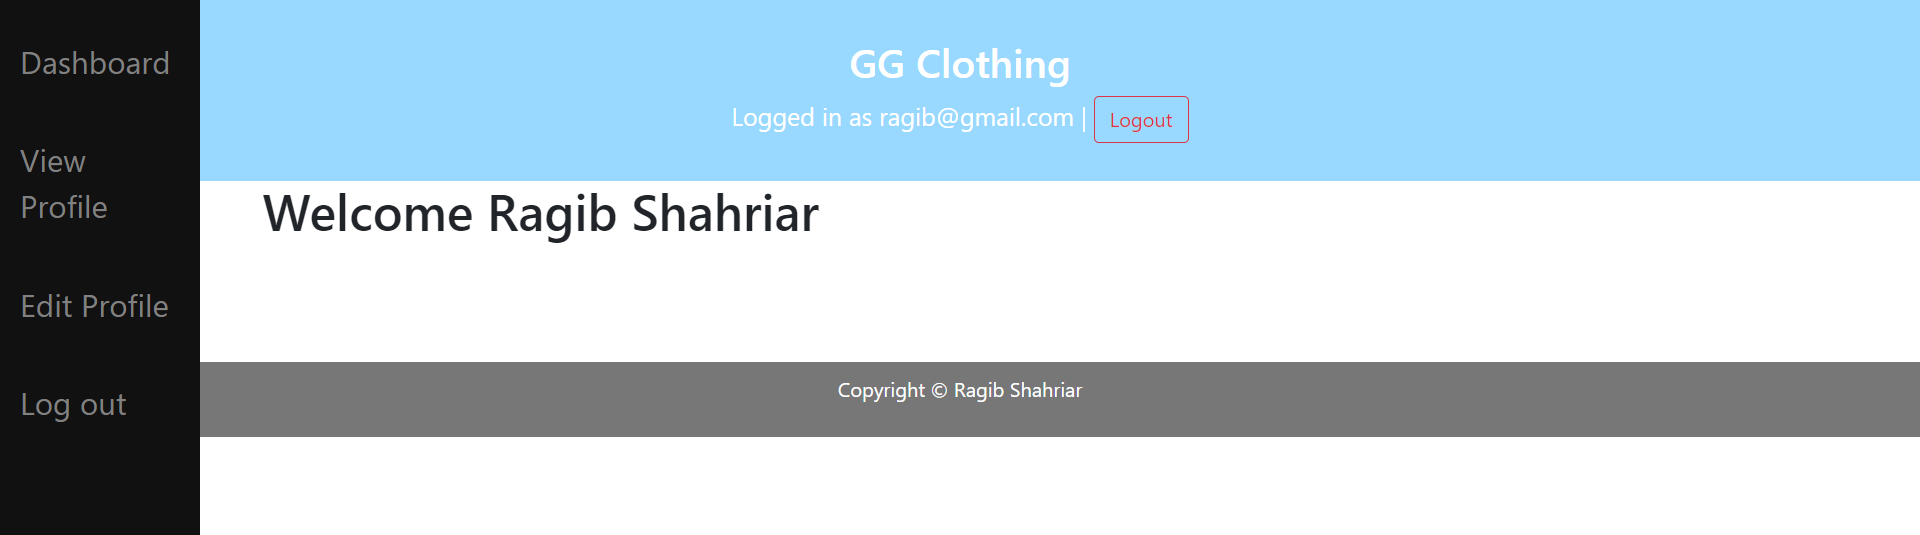 Dashboard
View
Profile
Edit Profile
Log out
GG Clothing
Logged in as ragib@gmail.com | Logout
Welcome Ragib Shahriar
Copyright © Ragib Shahriar